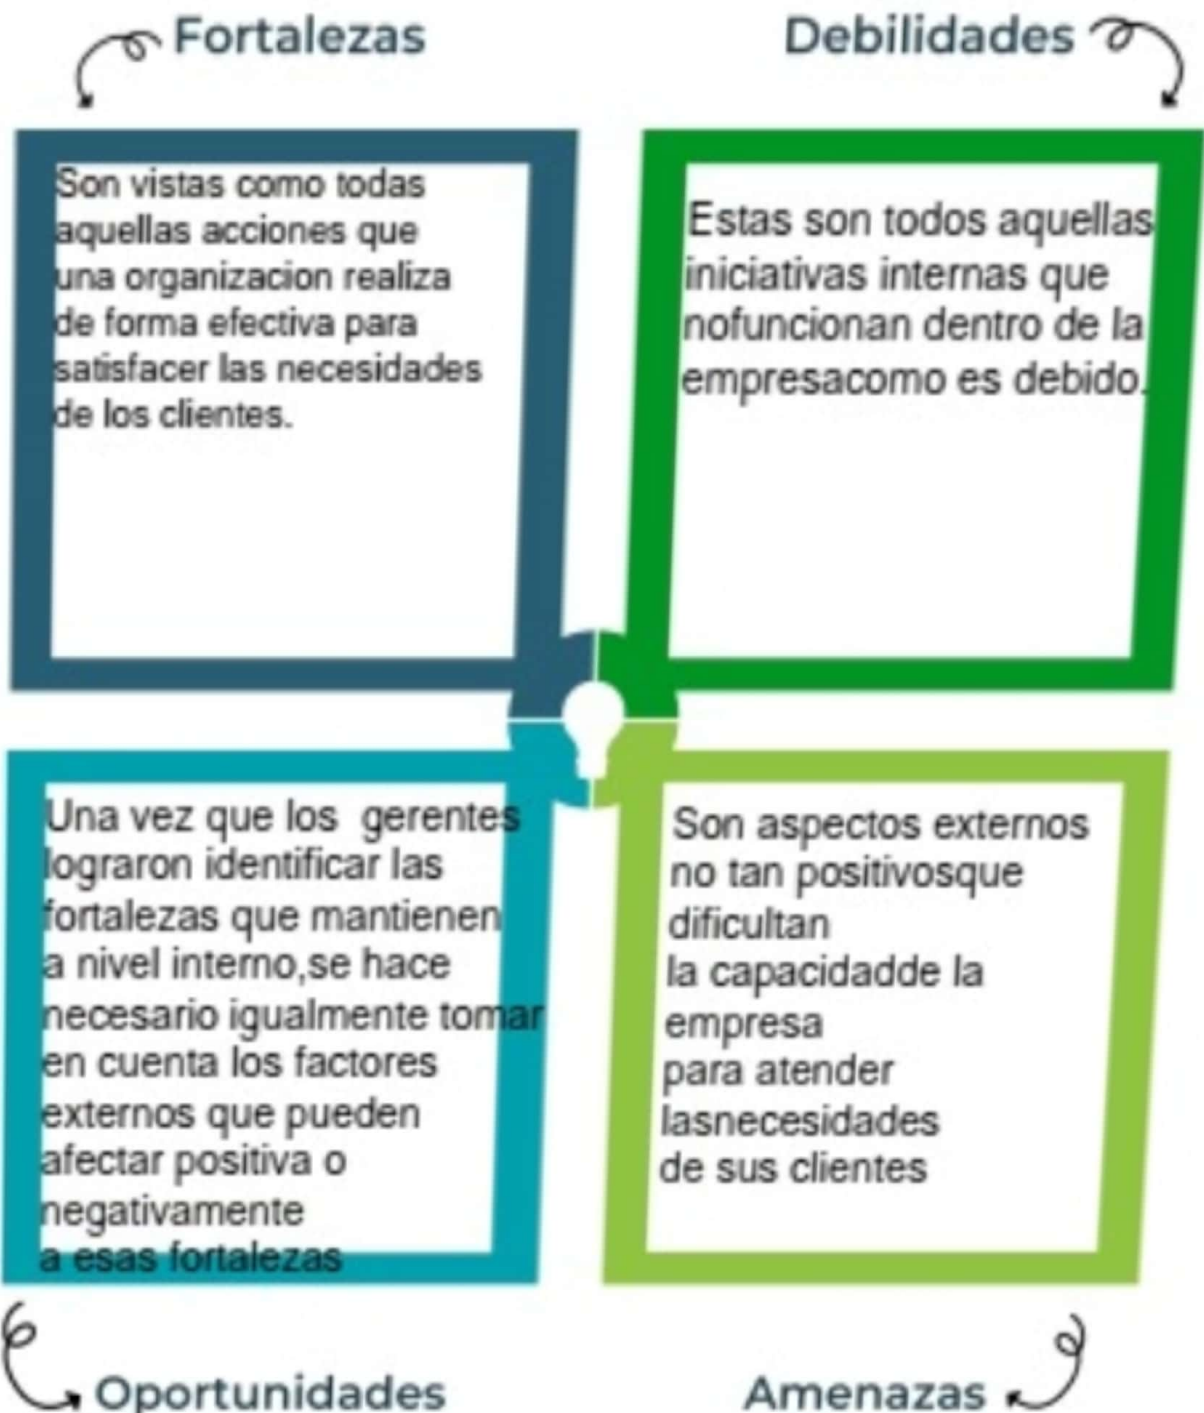 Fortalezas
Son vistas como todas
aquellas acciones que
una organizacion realiza
de forma efectiva para
satisfacer las necesidades
de los clientes.
Debilidades
Estas son todos aquellas
iniciativas internas que
nofuncionan dentro de la
empresacomo es debido.
Una vez que los  gerentes
lograron identificar las
fortalezas que mantienen
a nivel interno,se hace
necesario igualmente tomar
en cuenta los factores
externos que pueden
afectar positiva o
negativamente
a esas fortalezas
Oportunidades
Son aspectos externos
no tan positivosque
dificultan
la capacidadde la
empresa
para atender
lasnecesidades
de sus clientes
Amenazas